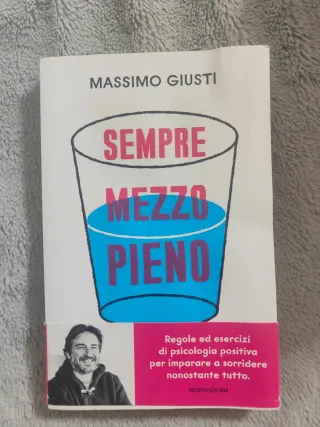 MASSIMO GIUSTI
SEMPRE
MEZZO
PIENO
Regole ed esercizi
di psicologia positiva
per imparare a sorridere
nonostante tutto.
MONDADORI